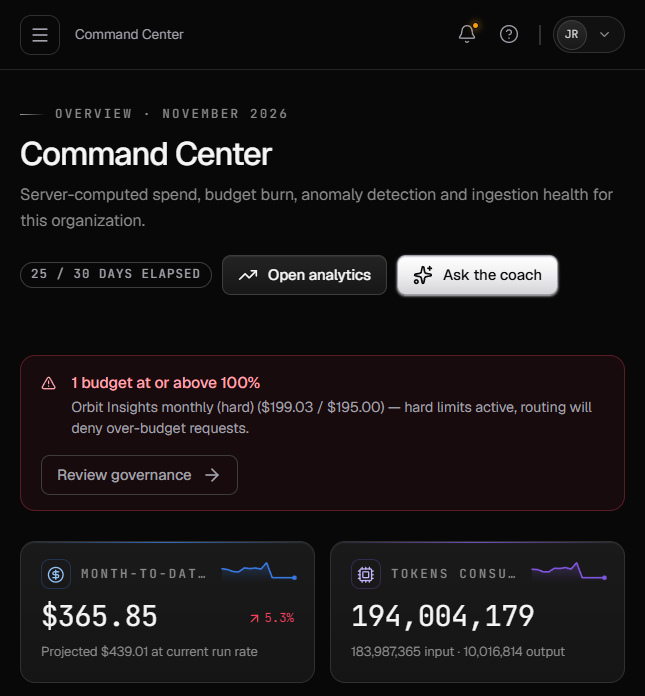 Command Center
JR
OVERVIEW · NOVEMBER 2026
Command Center
Server-computed spend, budget burn, anomaly detection and ingestion health for
this organization.
25 / 30 DAYS ELAPSED
Open analytics
Ask the coach
1 budget at or above 100%
Orbit Insights monthly (hard) ($199.03 / $195.00) — hard limits active, routing will
deny over-budget requests.
Review governance
MONTH-TO-DAT…
$365.85
5.3%
Projected $439.01 at current run rate
TOKENS CONSU…
194,004,179
183,987,365 input · 10,016,814 output